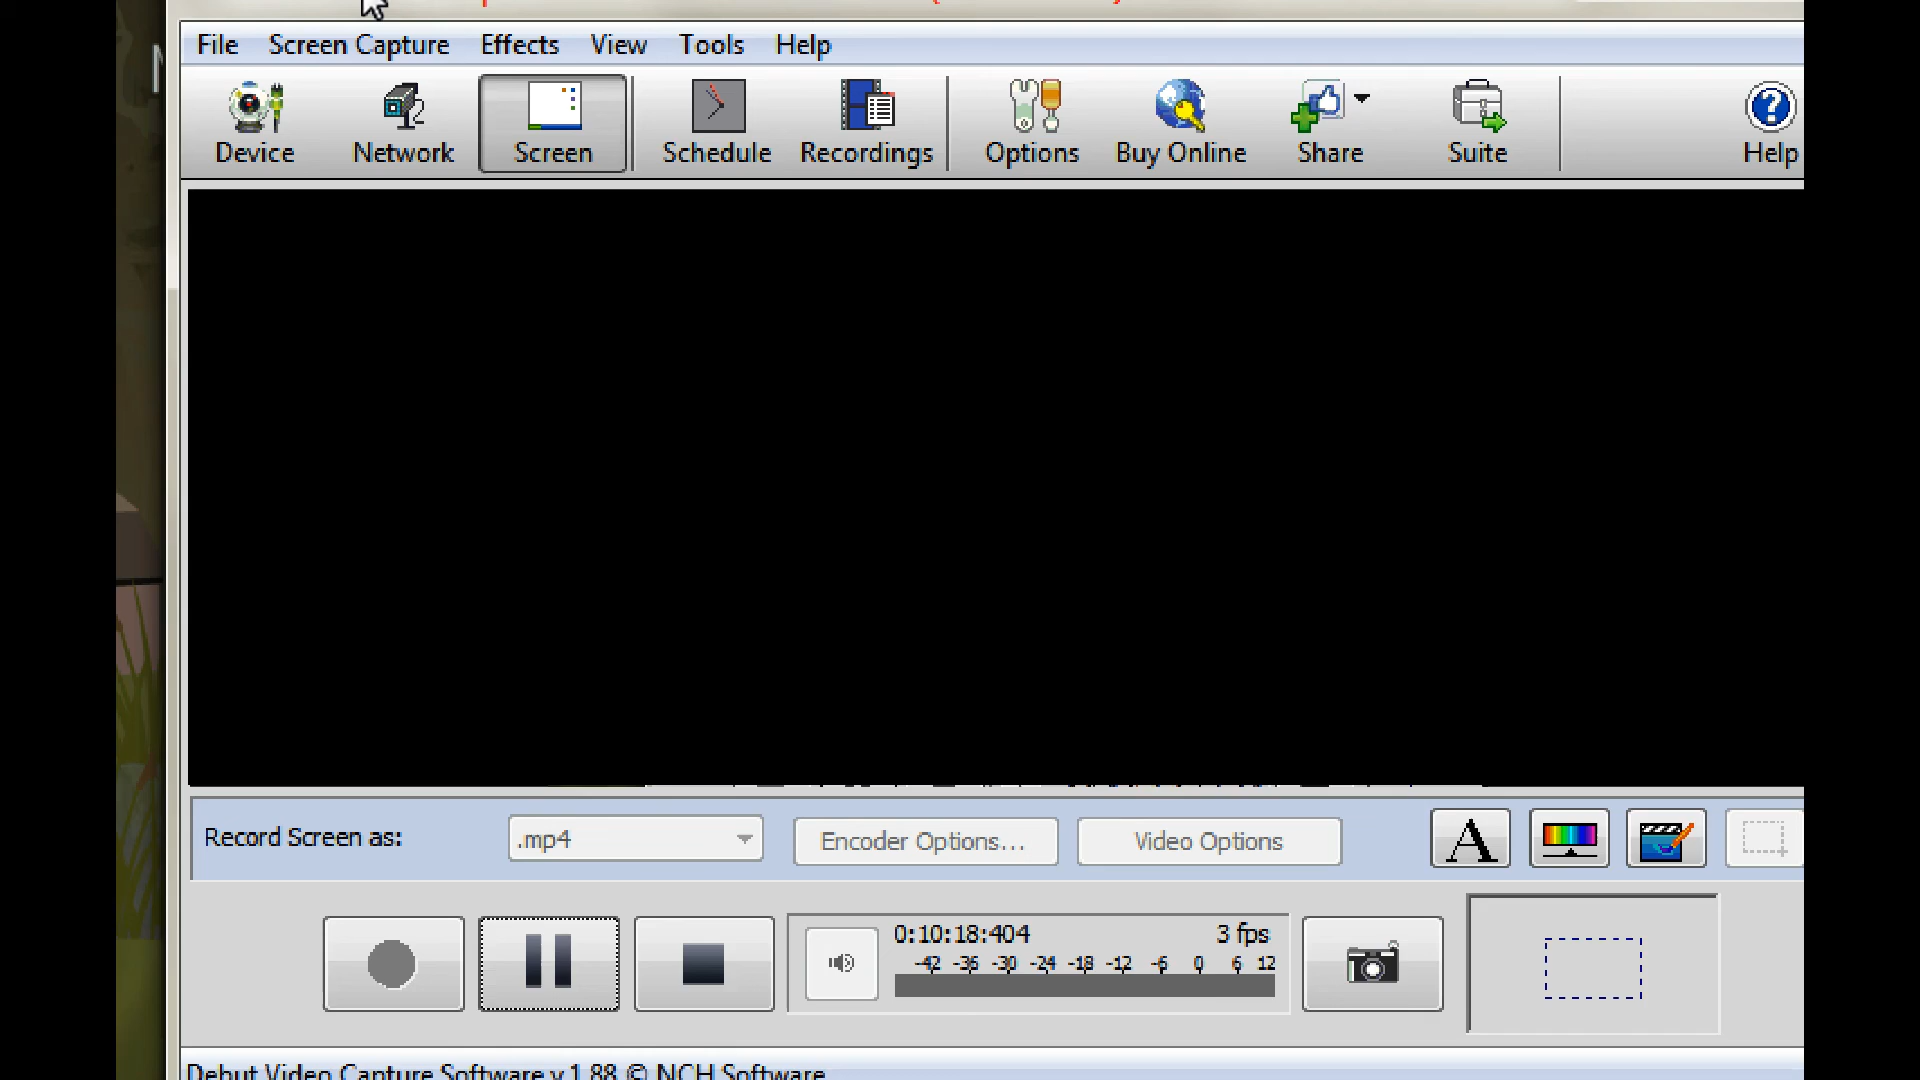 File Screen Capture Effects View Tools Help
Device Network Screen Schedule Recordings Options Buy Online Share Suite Help
Record Screen as: .mp4 Encoder Options... Video Options A
0:10:18:404 3 fps
-42 -36 -30 -24 -18 -12 -6 0 6 12
Debut Video Capture Software v 1.88 © NCH Software